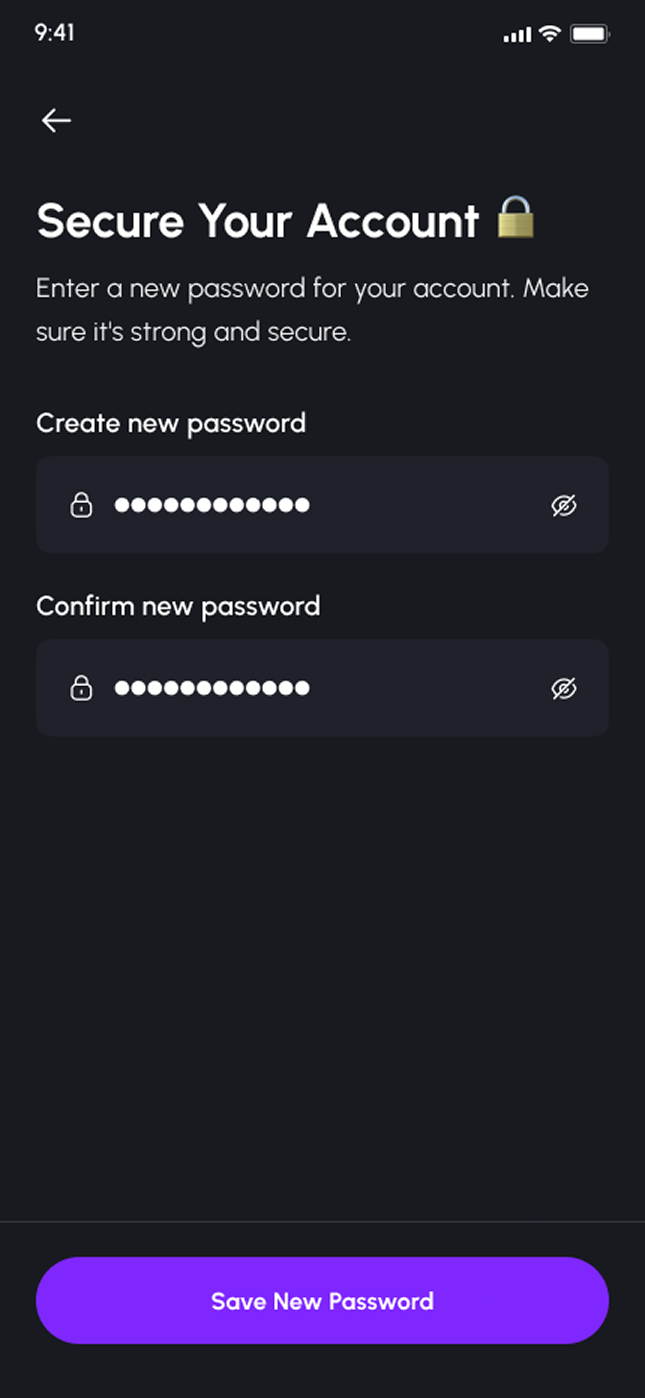 9:41
Secure Your Account 🔒
Enter a new password for your account. Make
sure it's strong and secure.
Create new password
●●●●●●●●●●●●
Confirm new password
●●●●●●●●●●●●
Save New Password